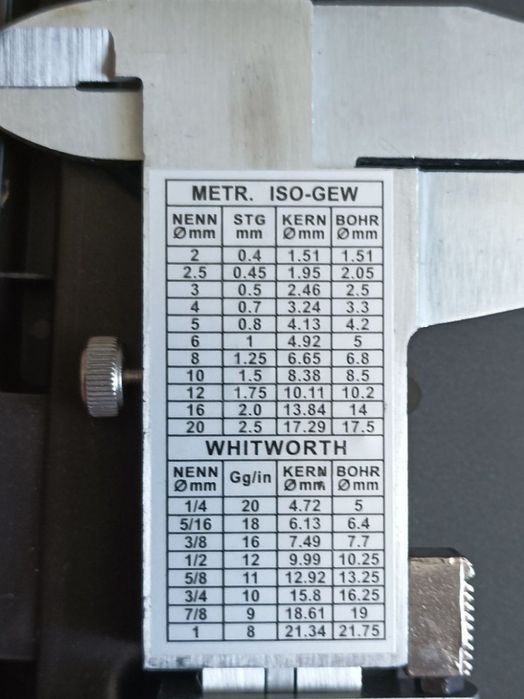 METR. ISO-GEW
NENN STG KERN BOHR
Ø mm mm Ø mm Ø mm
2 0.4 1.51 1.51
2.5 0.45 1.95 2.05
3 0.5 2.46 2.5
4 0.7 3.24 3.3
5 0.8 4.13 4.2
6 1 4.92 5
8 1.25 6.65 6.8
10 1.5 8.38 8.5
12 1.75 10.11 10.2
16 2.0 13.84 14
20 2.5 17.29 17.5
WHITWORTH
NENN Gg/in KERN BOHR
Ø mm Ø mm Ø mm
1/4 20 4.72 5
5/16 18 6.13 6.4
3/8 16 7.49 7.7
1/2 12 9.99 10.25
5/8 11 12.92 13.25
3/4 10 15.8 16.25
7/8 9 18.61 19
1 8 21.34 21.75